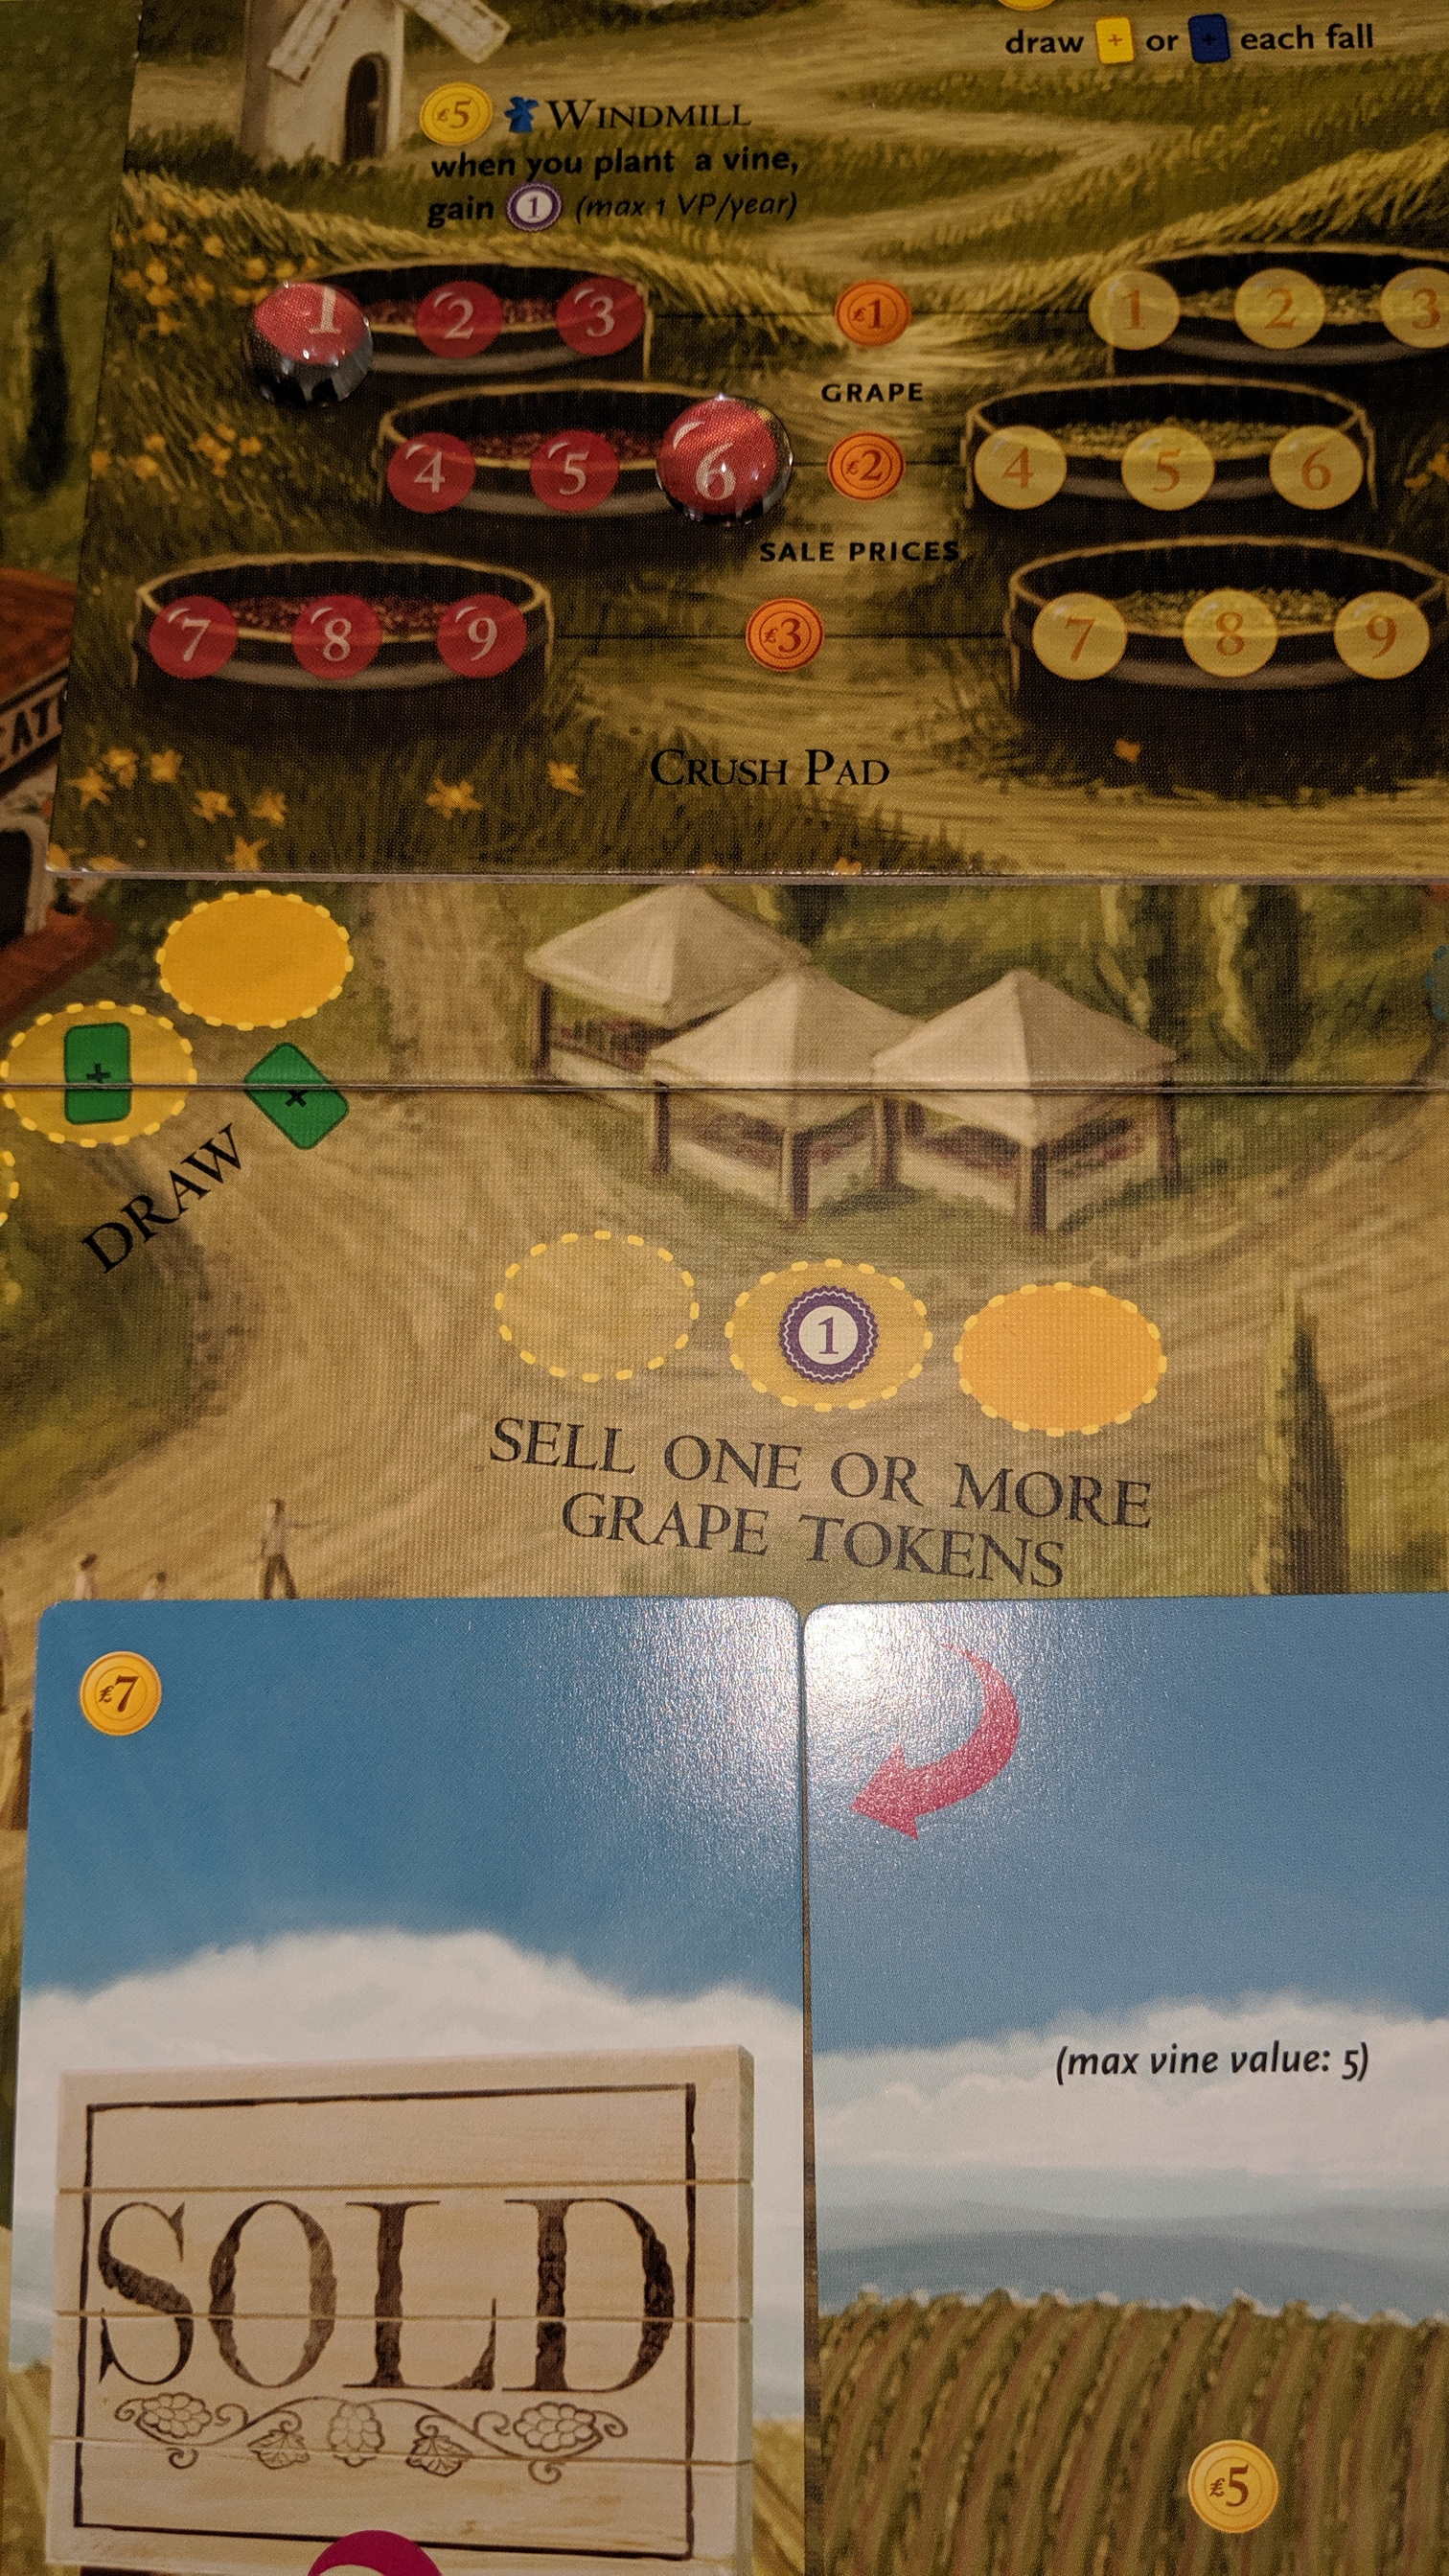 draw + or + each fall
£5 WINDMILL
when you plant a vine,
gain 1 (max 1 VP/year)
1 2 3 £1 1 2 3
GRAPE
4 5 6 £2 4 5 6
SALE PRICES
7 8 9 £3 7 8 9
CRUSH PAD
+
DRAW +
1
SELL ONE OR MORE
GRAPE TOKENS
£7
(max vine value: 5)
SOLD
£5